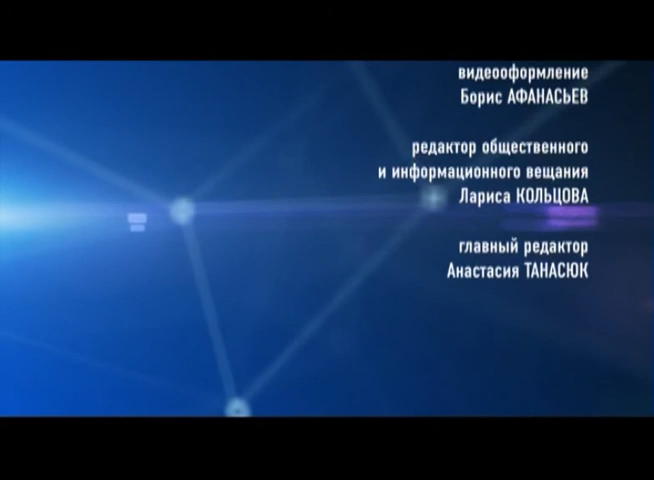 видеооформление
Борис АФАНАСЬЕВ
редактор общественного
и информационного вещания
Лариса КОЛЬЦОВА
главный редактор
Анастасия ТАНАСЮК